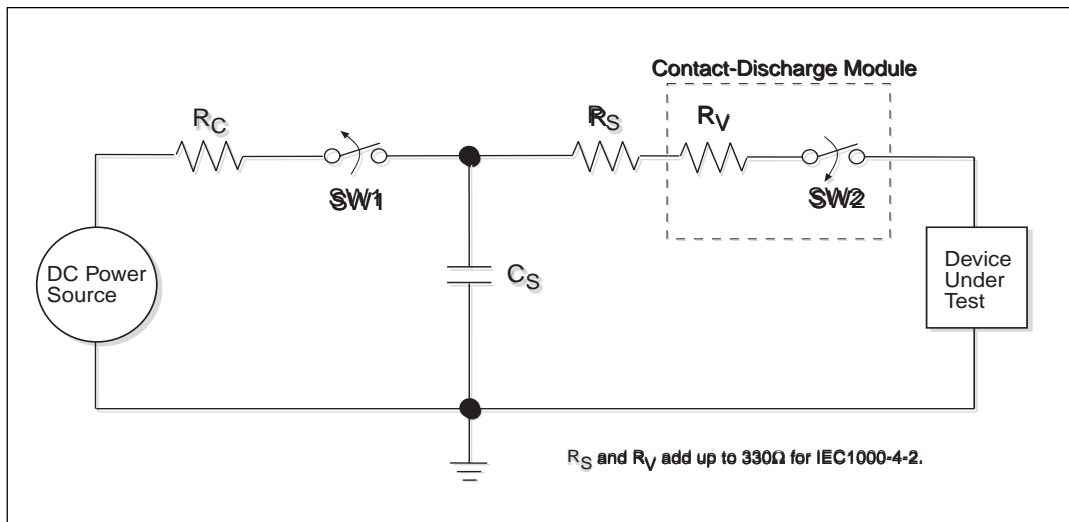 Contact-Discharge Module
RC
RS
RV
SW1
SW2
DC Power
Source
CS
Device
Under
Test
RS and RV add up to 330Ω for IEC1000-4-2.